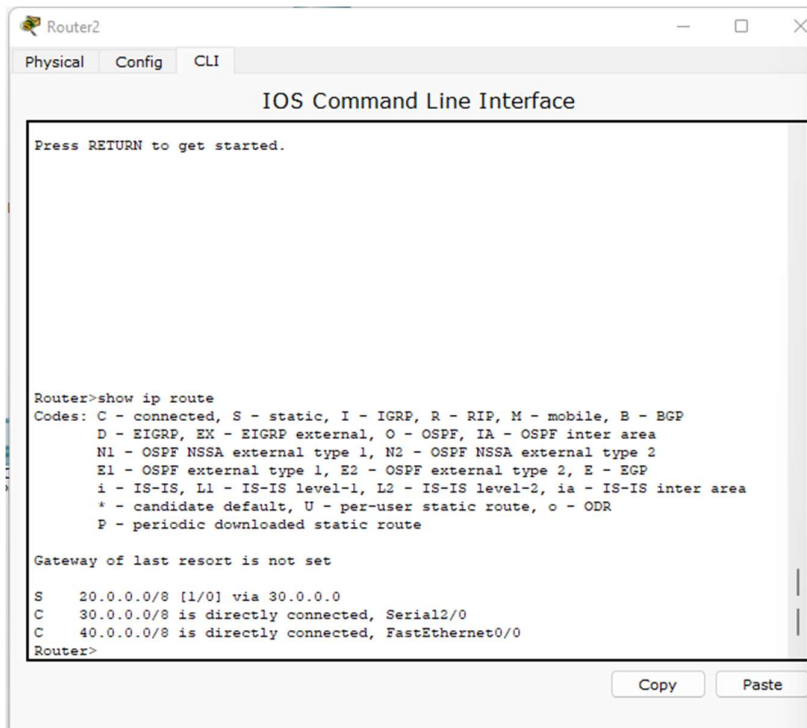 Router2
Physical Config CLI
IOS Command Line Interface
Press RETURN to get started.
Router>show ip route
Codes: C - connected, S - static, I - IGRP, R - RIP, M - mobile, B - BGP
D - EIGRP, EX - EIGRP external, O - OSPF, IA - OSPF inter area
N1 - OSPF NSSA external type 1, N2 - OSPF NSSA external type 2
E1 - OSPF external type 1, E2 - OSPF external type 2, E - EGP
i - IS-IS, L1 - IS-IS level-1, L2 - IS-IS level-2, ia - IS-IS inter area
* - candidate default, U - per-user static route, o - ODR
P - periodic downloaded static route
Gateway of last resort is not set
S 20.0.0.0/8 [1/0] via 30.0.0.0
C 30.0.0.0/8 is directly connected, Serial2/0
C 40.0.0.0/8 is directly connected, FastEthernet0/0
Router>
Copy Paste